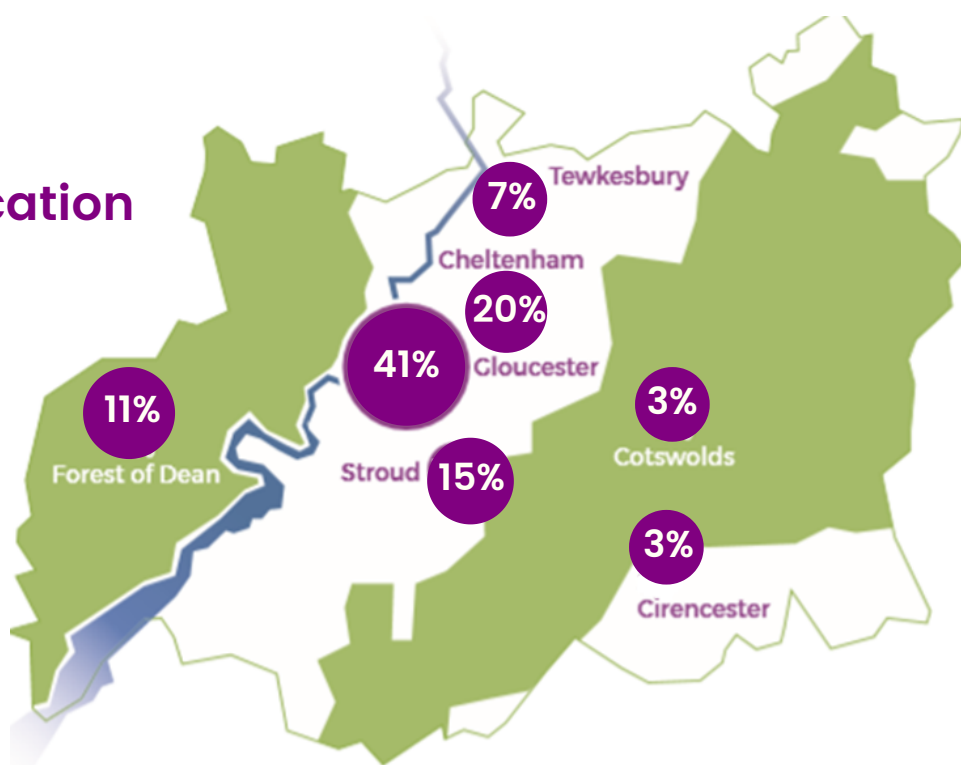 7%
Tewkesbury
cation
Cheltenham
20%
41%
Gloucester
11%
3%
Forest of Dean
Stroud
15%
Cotswolds
3%
Cirencester